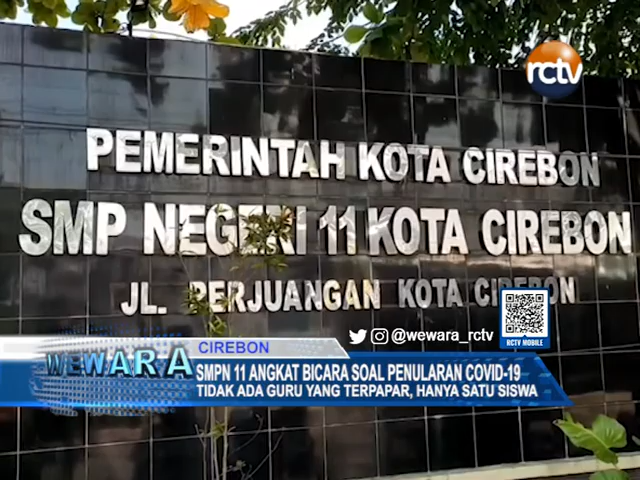 rctv
PEMERINTAH KOTA CIREBON
SMP NEGERI 11 KOTA CIREBON
JL. PERJUANGAN KOTA CIREBON
@wewara_rctv
RCTV MOBILE
CIREBON
WEWARA
SMPN 11 ANGKAT BICARA SOAL PENULARAN COVID-19
TIDAK ADA GURU YANG TERPAPAR, HANYA SATU SISWA